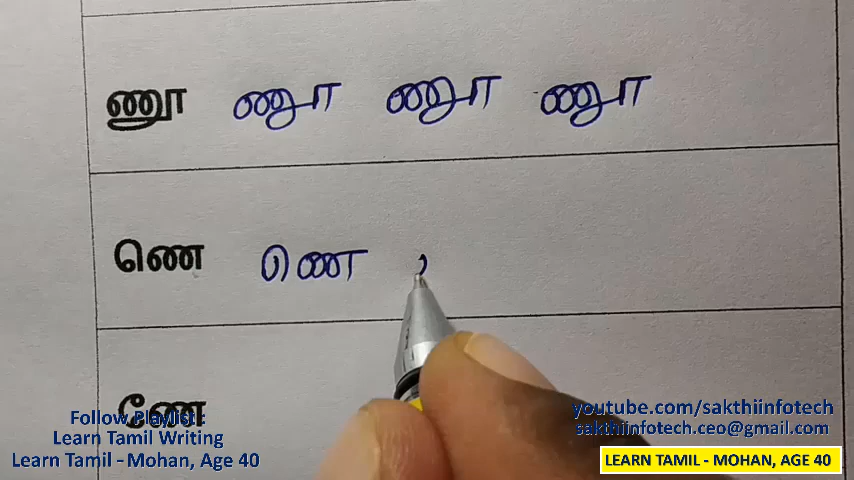 ணூ ணூ ணூ ணூ
ணெ ணெ
ணே
Follow Playlist :
Learn Tamil Writing
Learn Tamil - Mohan, Age 40
youtube.com/sakthiinfotech
sakthiinfotech.ceo@gmail.com
LEARN TAMIL - MOHAN, AGE 40